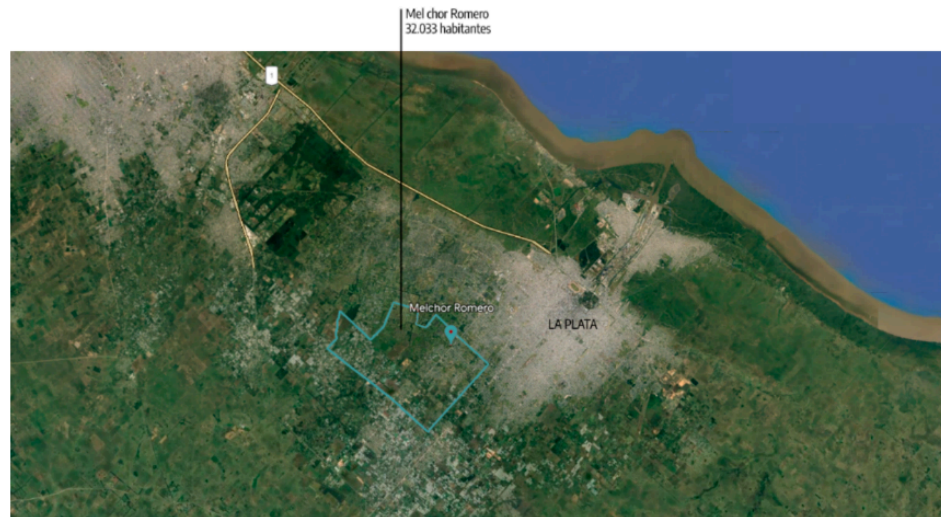 Mel chor Romero
32.033 habitantes
1
Melchor Romero
LA PLATA